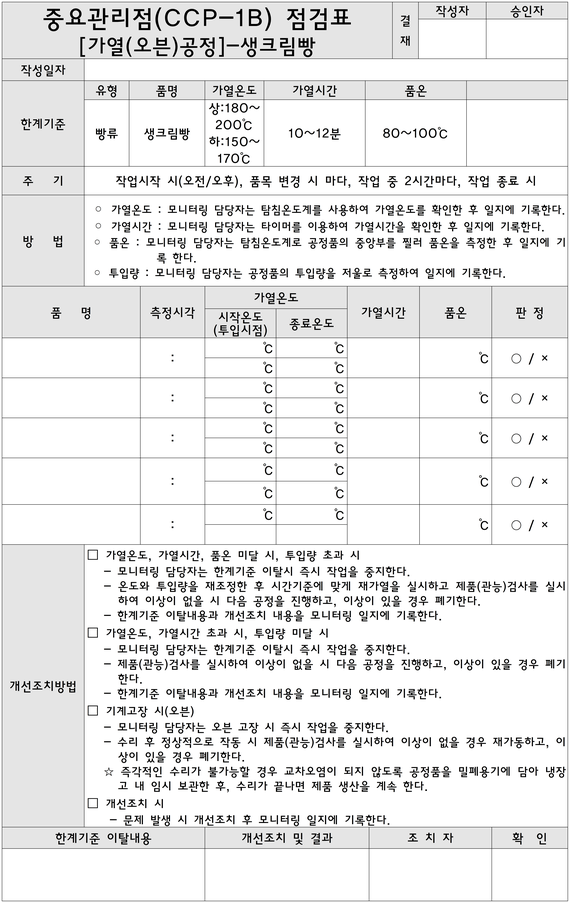 중요관리점(CCP-1B) 점검표
[가열(오븐)공정]-생크림빵
결
재
작성자 승인자
작성일자
한계기준
유형 품명 가열온도 가열시간 품온
빵류 생크림빵 상:180~
200℃
하:150~
170℃
10~12분 80~100℃
주 기 작업시작 시(오전/오후), 품목 변경 시 마다, 작업 중 2시간마다, 작업 종료 시
방 법
○ 가열온도 : 모니터링 담당자는 탐침온도계를 사용하여 가열온도를 확인한 후 일지에 기록한다.
○ 가열시간 : 모니터링 담당자는 타이머를 이용하여 가열시간을 확인한 후 일지에 기록한다.
○ 품온 : 모니터링 담당자는 탐침온도계로 공정품의 중앙부를 찔러 품온을 측정한 후 일지에 기
록 한다.
○ 투입량 : 모니터링 담당자는 공정품의 투입량을 저울로 측정하여 일지에 기록한다.
품 명 측정시각 가열온도 가열시간 품온 판 정
시작온도
(투입시점)
종료온도
: ℃ ℃ ℃ ○ / ×
℃ ℃
: ℃ ℃ ℃ ○ / ×
℃ ℃
: ℃ ℃ ℃ ○ / ×
℃ ℃
: ℃ ℃ ℃ ○ / ×
℃ ℃
: ℃ ℃ ℃ ○ / ×
개선조치방법
□ 가열온도, 가열시간, 품온 미달 시, 투입량 초과 시
- 모니터링 담당자는 한계기준 이탈시 즉시 작업을 중지한다.
- 온도와 투입량을 재조정한 후 시간기준에 맞게 재가열을 실시하고 제품(관능)검사를 실시
하여 이상이 없을 시 다음 공정을 진행하고, 이상이 있을 경우 폐기한다.
- 한계기준 이탈내용과 개선조치 내용을 모니터링 일지에 기록한다.
□ 가열온도, 가열시간 초과 시, 투입량 미달 시
- 모니터링 담당자는 한계기준 이탈시 즉시 작업을 중지한다.
- 제품(관능)검사를 실시하여 이상이 없을 시 다음 공정을 진행하고, 이상이 있을 경우 폐기
한다.
- 한계기준 이탈내용과 개선조치 내용을 모니터링 일지에 기록한다.
□ 기계고장 시(오븐)
- 모니터링 담당자는 오븐 고장 시 즉시 작업을 중지한다.
- 수리 후 정상적으로 작동 시 제품(관능)검사를 실시하여 이상이 없을 경우 재가동하고, 이
상이 있을 경우 폐기한다.
☆ 즉각적인 수리가 불가능할 경우 교차오염이 되지 않도록 공정품을 밀폐용기에 담아 냉장
고 내 임시 보관한 후, 수리가 끝나면 제품 생산을 계속 한다.
□ 개선조치 시
- 문제 발생 시 개선조치 후 모니터링 일지에 기록한다.
한계기준 이탈내용 개선조치 및 결과 조 치 자 확 인